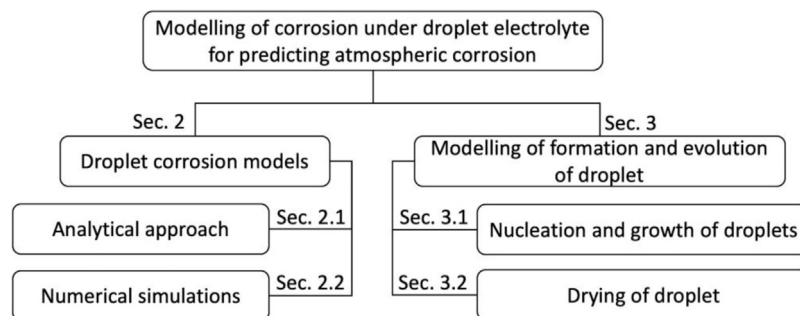 Modelling of corrosion under droplet electrolyte
for predicting atmospheric corrosion
Sec. 2
Sec. 3
Droplet corrosion models
Modelling of formation and evolution
of droplet
Analytical approach
Sec. 2.1
Sec. 3.1
Nucleation and growth of droplets
Numerical simulations
Sec. 2.2
Sec. 3.2
Drying of droplet